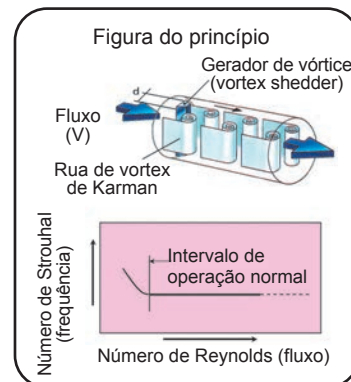 Figura do princípio
Gerador de vórtice
(vortex shedder)
d
Fluxo
(V)
Rua de vortex
de Karman
Número de Strouhal
(frequência)
Intervalo de
operação normal
Número de Reynolds (fluxo)